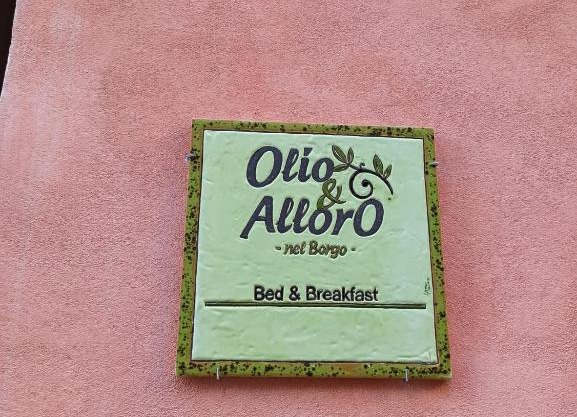 Olio
&
AllorO
- nel Borgo -
Bed & Breakfast